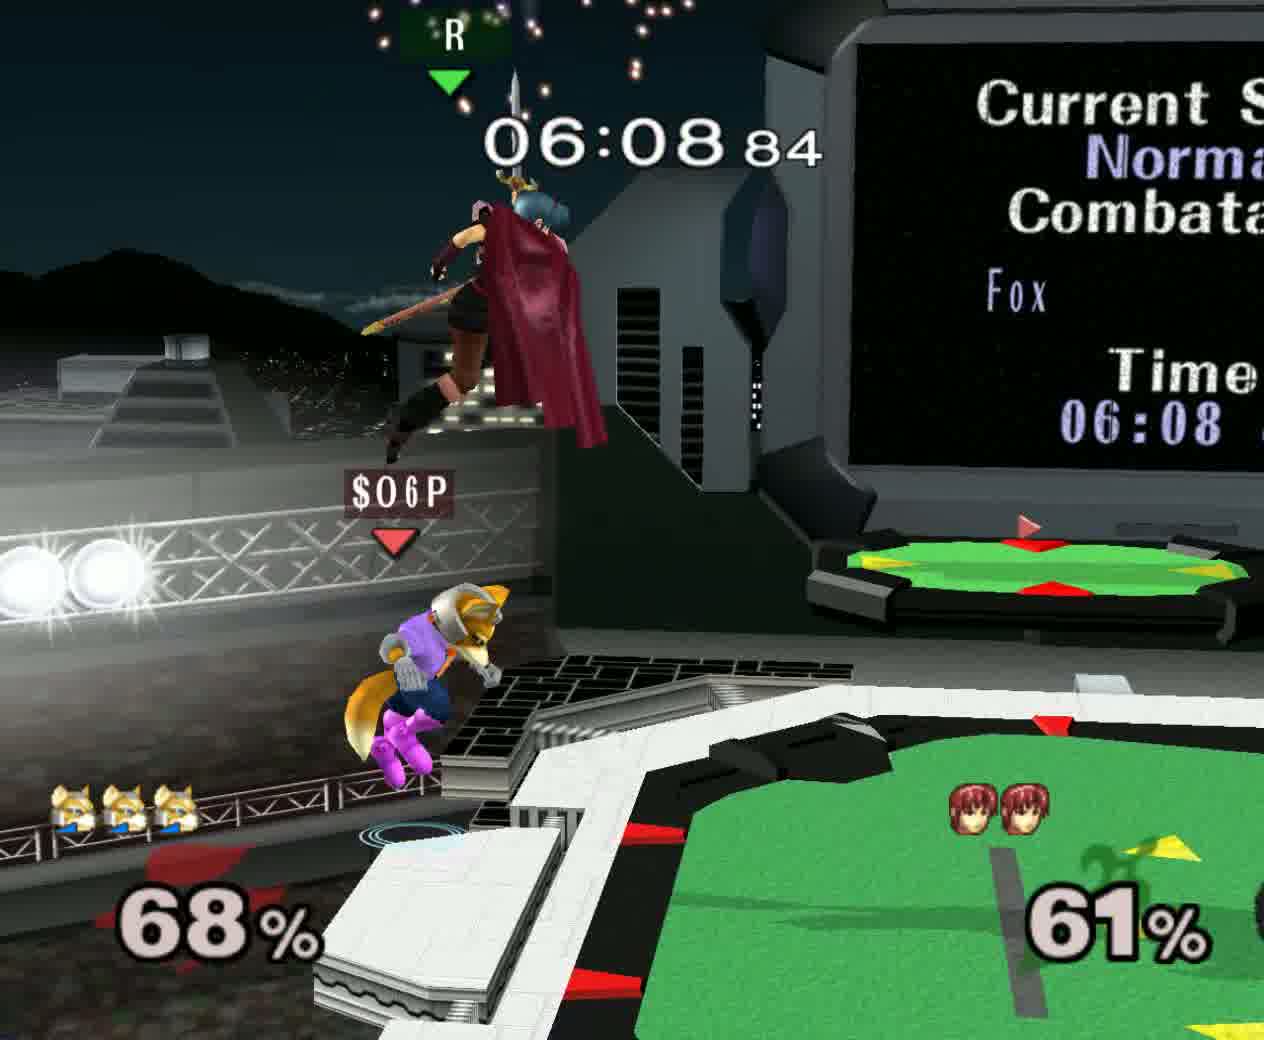 R
06:08 84
Current S
Norma
Combata
Fox
Time
06:08
$06P
68%
61%